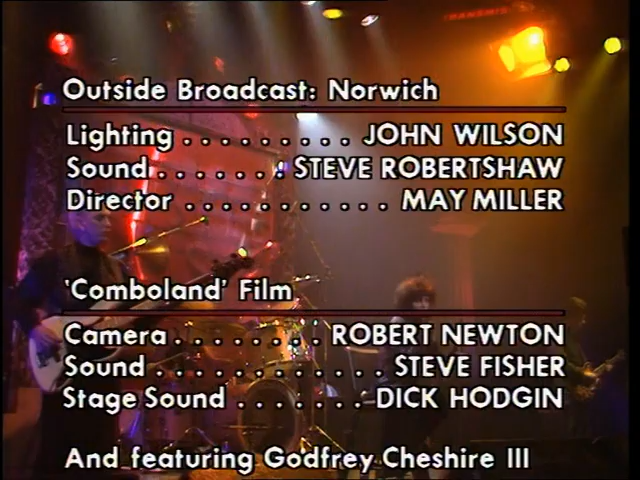 Outside Broadcast: Norwich
Lighting . . . . . . . . . JOHN WILSON
Sound . . . . . . . STEVE ROBERTSHAW
Director . . . . . . . . . . . MAY MILLER
'Comboland' Film
Camera . . . . . . . . ROBERT NEWTON
Sound . . . . . . . . . . . . STEVE FISHER
Stage Sound . . . . . . . DICK HODGIN
And featuring Godfrey Cheshire III